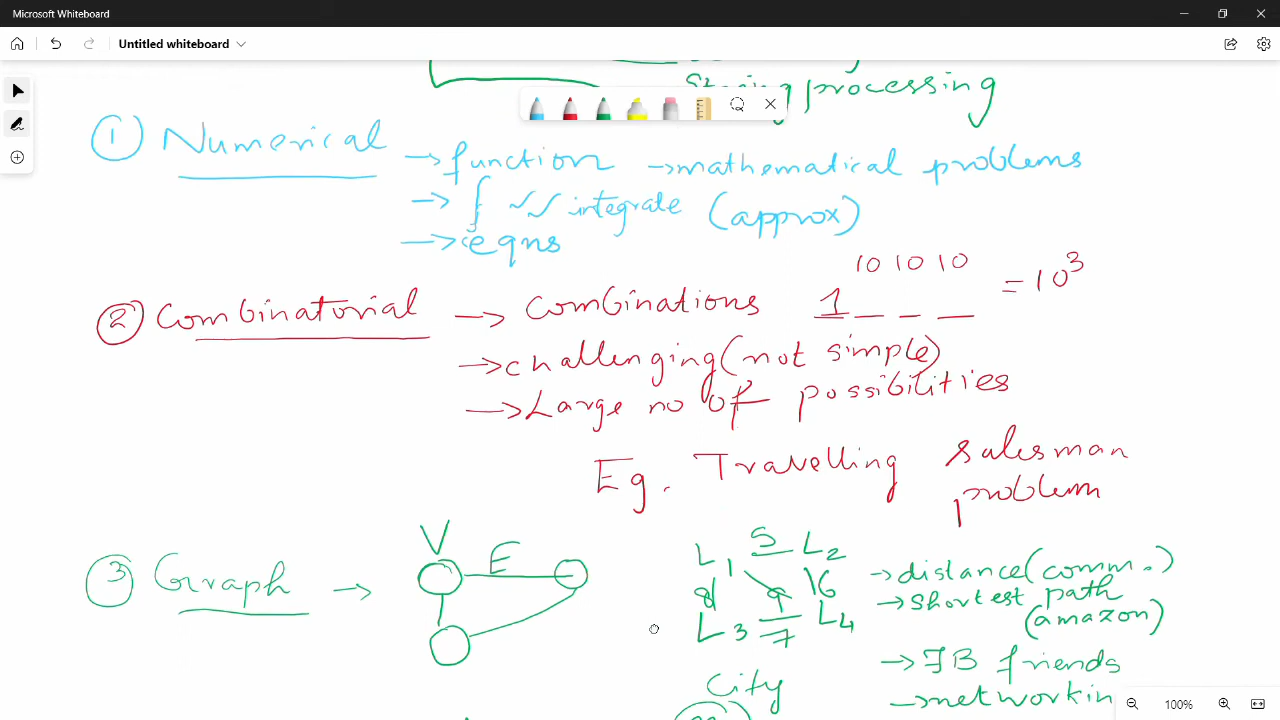 Microsoft Whiteboard
Untitled whiteboard
String processing
① Numerical → function → mathematical problems
→ ∫ ✓✓ integrate (approx)
→ eqns
② Combinatorial → Combinations 1 _ _ _ 10 10 10 = 10³
→ challenging (not simple)
→ Large no of possibilities
Eg. Travelling salesman
problem
③ Graph →
V E
L1 5 L2
8 9 16
L3 7 L4
City
→ distance (comm.)
→ shortest path
(amazon)
→ FB friends
→ networkin
100%